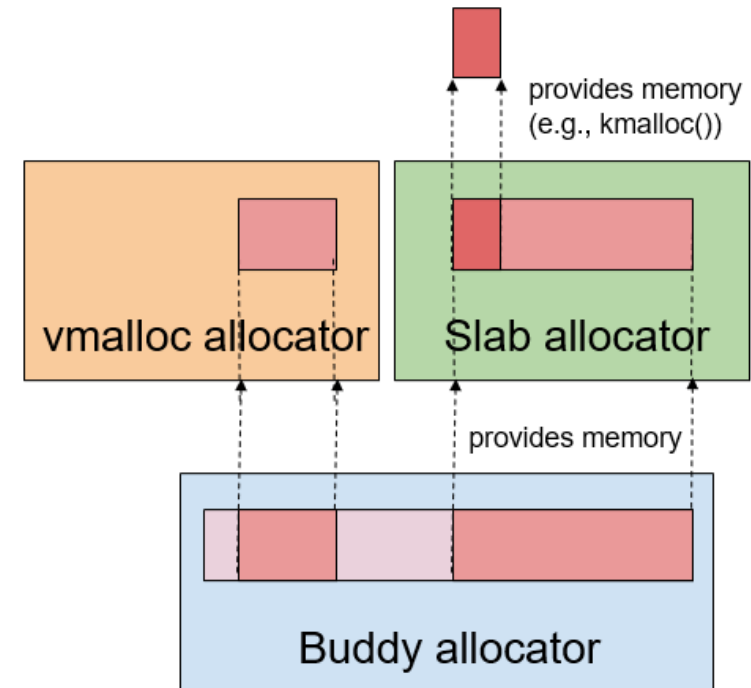 provides memory
(e.g., kmalloc())
vmalloc allocator
Slab allocator
provides memory
Buddy allocator